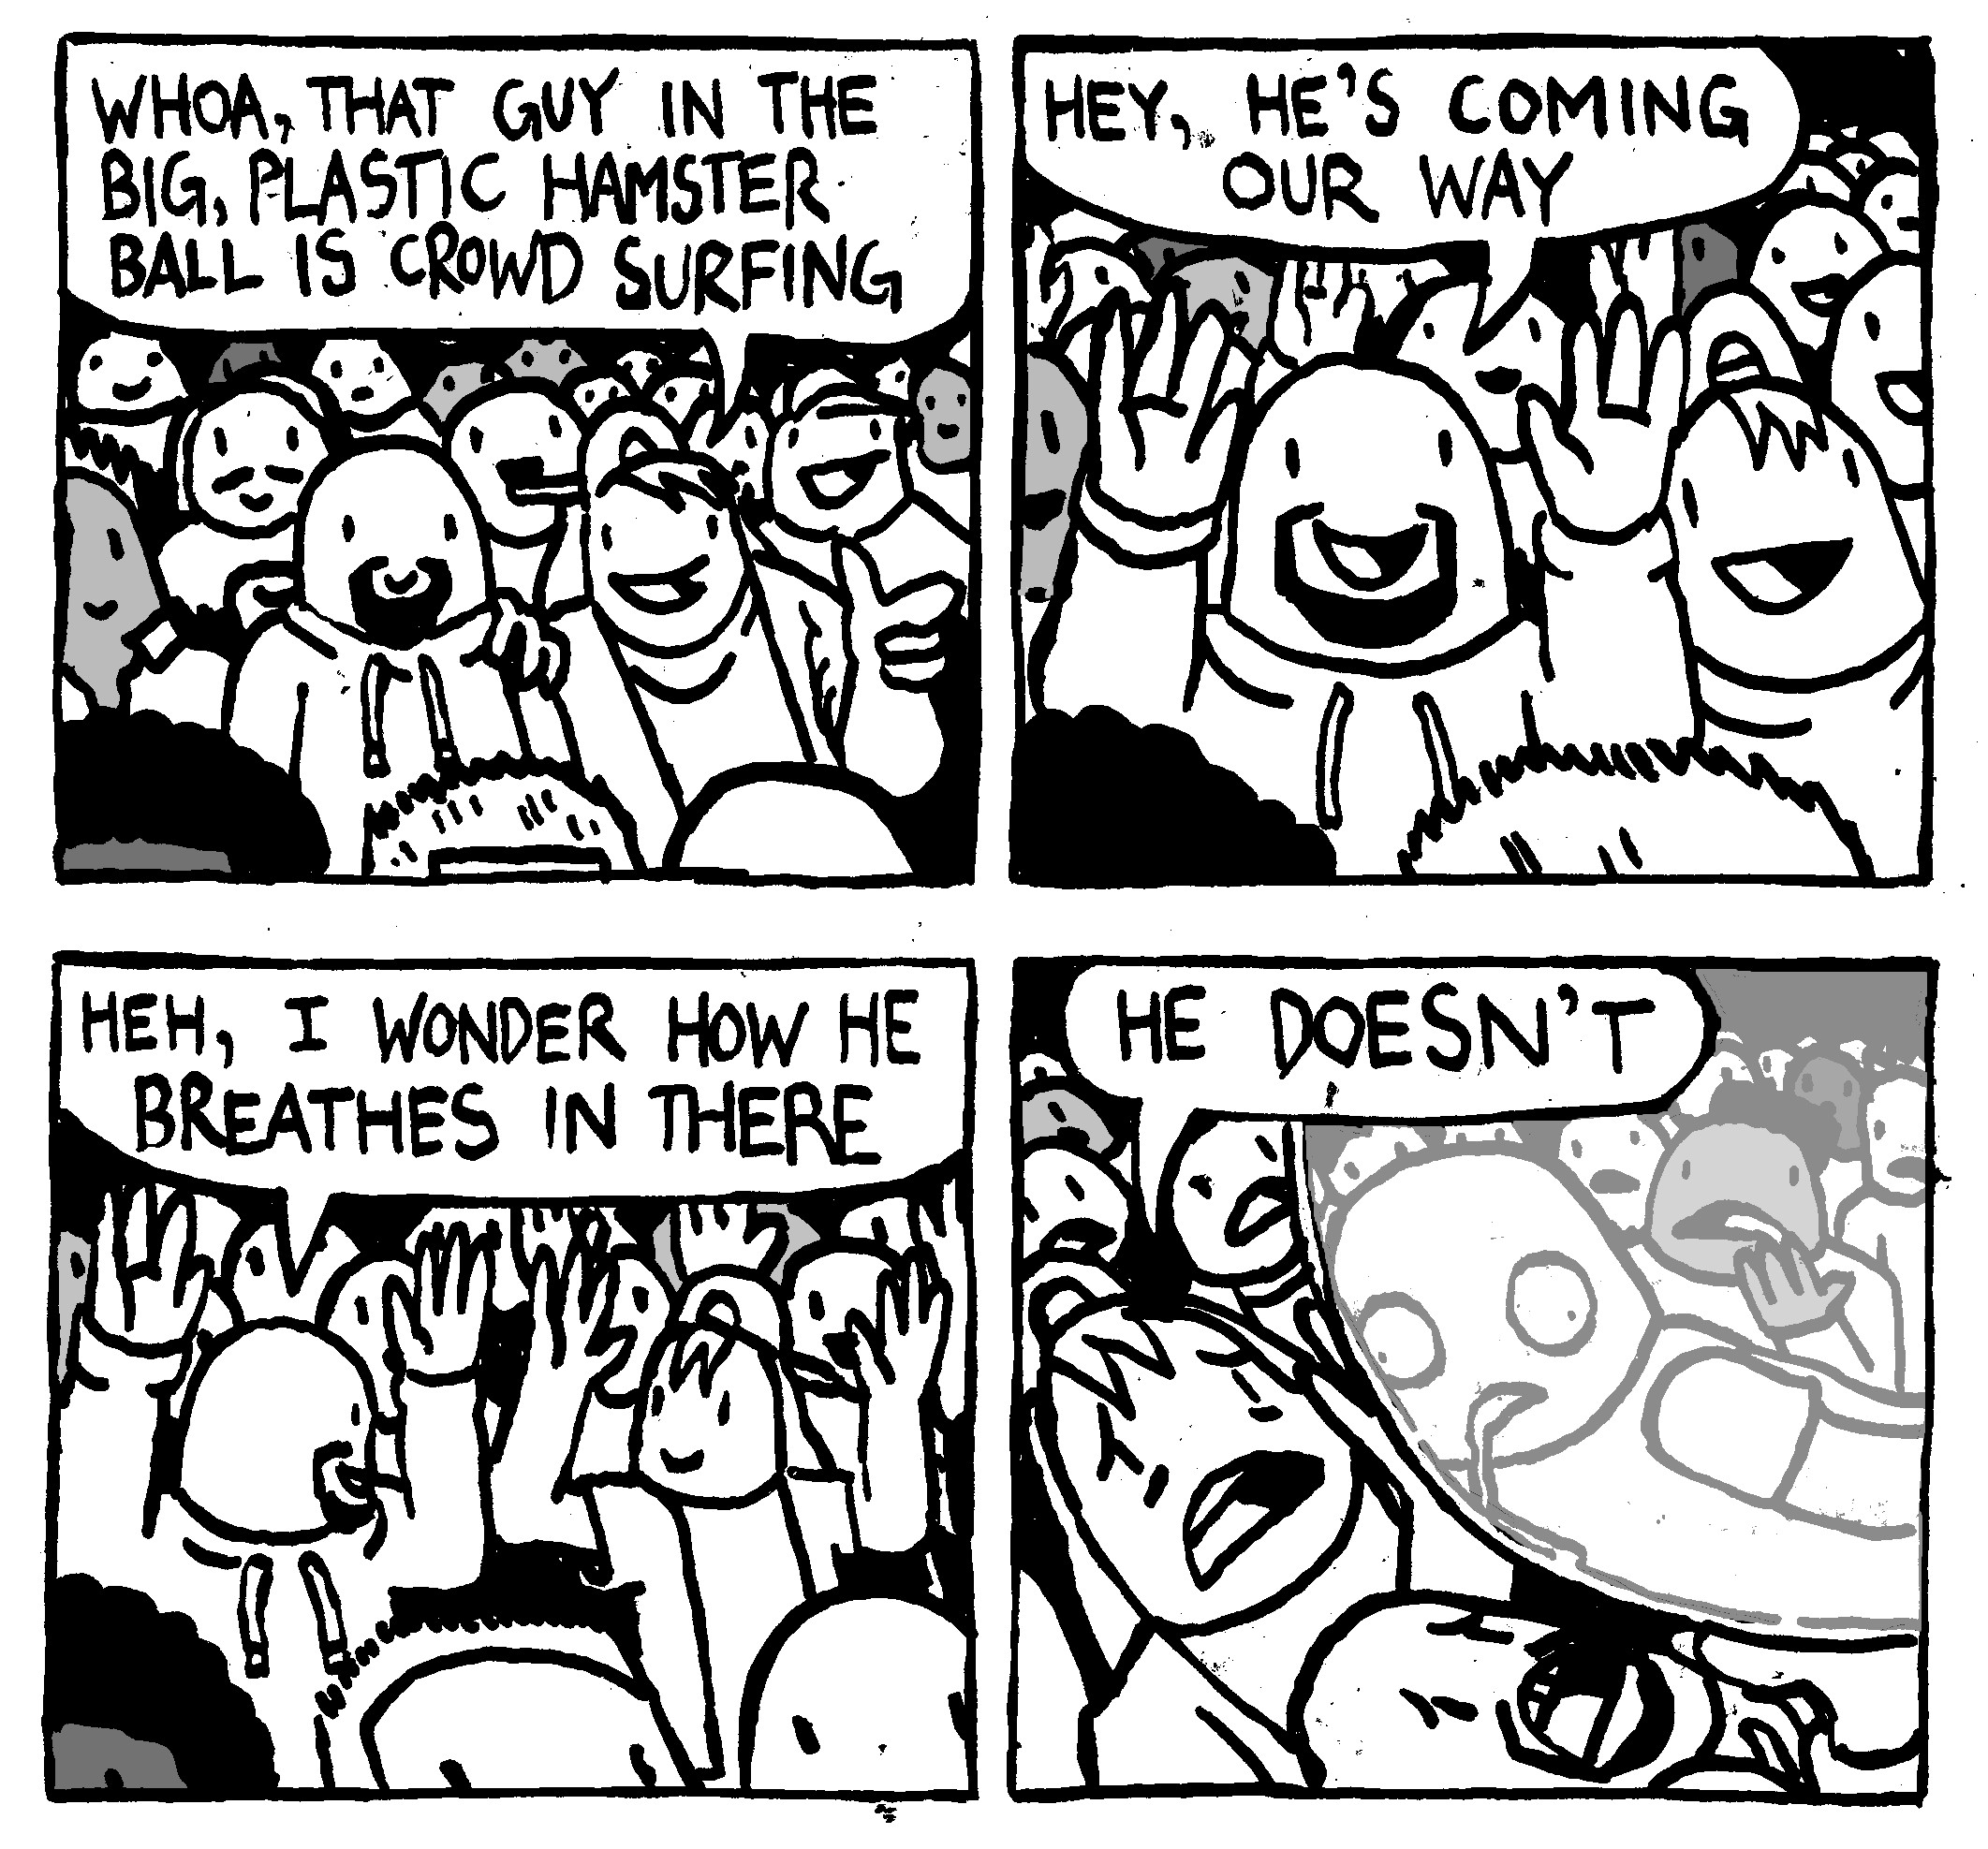 WHOA, THAT GUY IN THE
BIG, PLASTIC HAMSTER
BALL IS CROWD SURFING
HEY, HE'S COMING
OUR WAY
HEH, I WONDER HOW HE
BREATHES IN THERE
HE DOESN'T